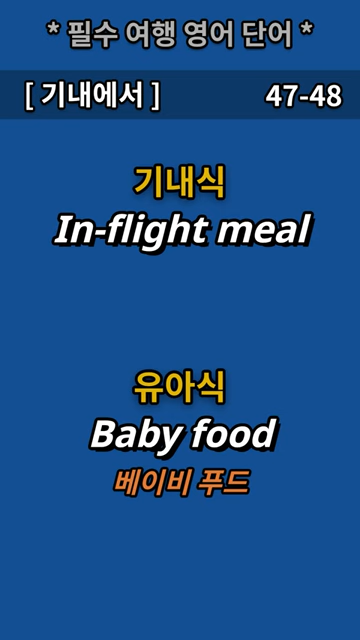 * 필수 여행 영어 단어 *
[ 기내에서 ] 47-48
기내식
In-flight meal
유아식
Baby food
베이비 푸드